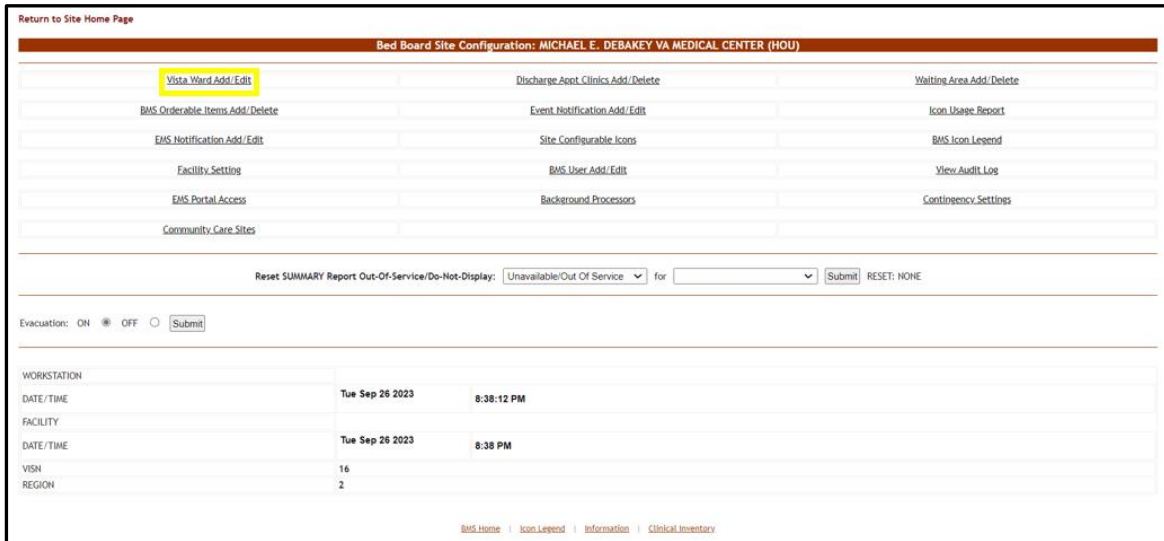 Return to Site Home Page
Bed Board Site Configuration: MICHAEL E. DEBAKEY VA MEDICAL CENTER (HOU)
Vista Ward Add/Edit Discharge Appt Clinics Add/Delete Waiting Area Add/Delete
BMS Orderable Items Add/Delete Event Notification Add/Edit Icon Usage Report
EMS Notification Add/Edit Site Configurable Icons BMS Icon Legend
Facility Setting BMS User Add/Edit View Audit Log
EMS Portal Access Background Processors Contingency Settings
Community Care Sites
Reset SUMMARY Report Out-Of-Service/Do-Not-Display: Unavailable/Out Of Service for Submit RESET: NONE
Evacuation: ON OFF Submit
WORKSTATION
DATE/TIME Tue Sep 26 2023 8:38:12 PM
FACILITY
DATE/TIME Tue Sep 26 2023 8:38 PM
VISN 16
REGION 2
BMS Home | Icon Legend | Information | Clinical Inventory